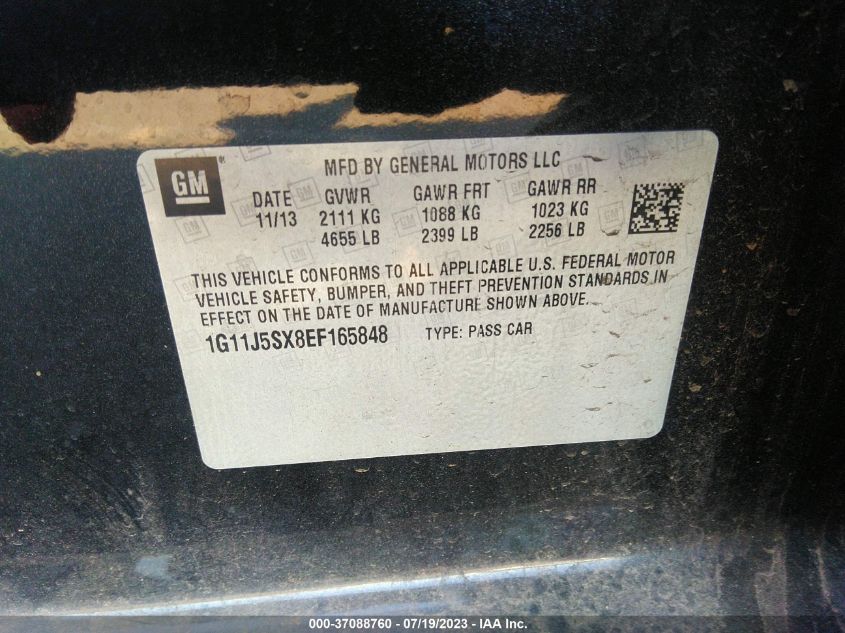 GM ®
MFD BY GENERAL MOTORS LLC
DATE GVWR GAWR FRT GAWR RR
11/13 2111 KG 1088 KG 1023 KG
4655 LB 2399 LB 2256 LB
THIS VEHICLE CONFORMS TO ALL APPLICABLE U.S. FEDERAL MOTOR
VEHICLE SAFETY, BUMPER, AND THEFT PREVENTION STANDARDS IN
EFFECT ON THE DATE OF MANUFACTURE SHOWN ABOVE.
1G11J5SX8EF165848 TYPE: PASS CAR
000-37088760 - 07/19/2023 - IAA Inc.